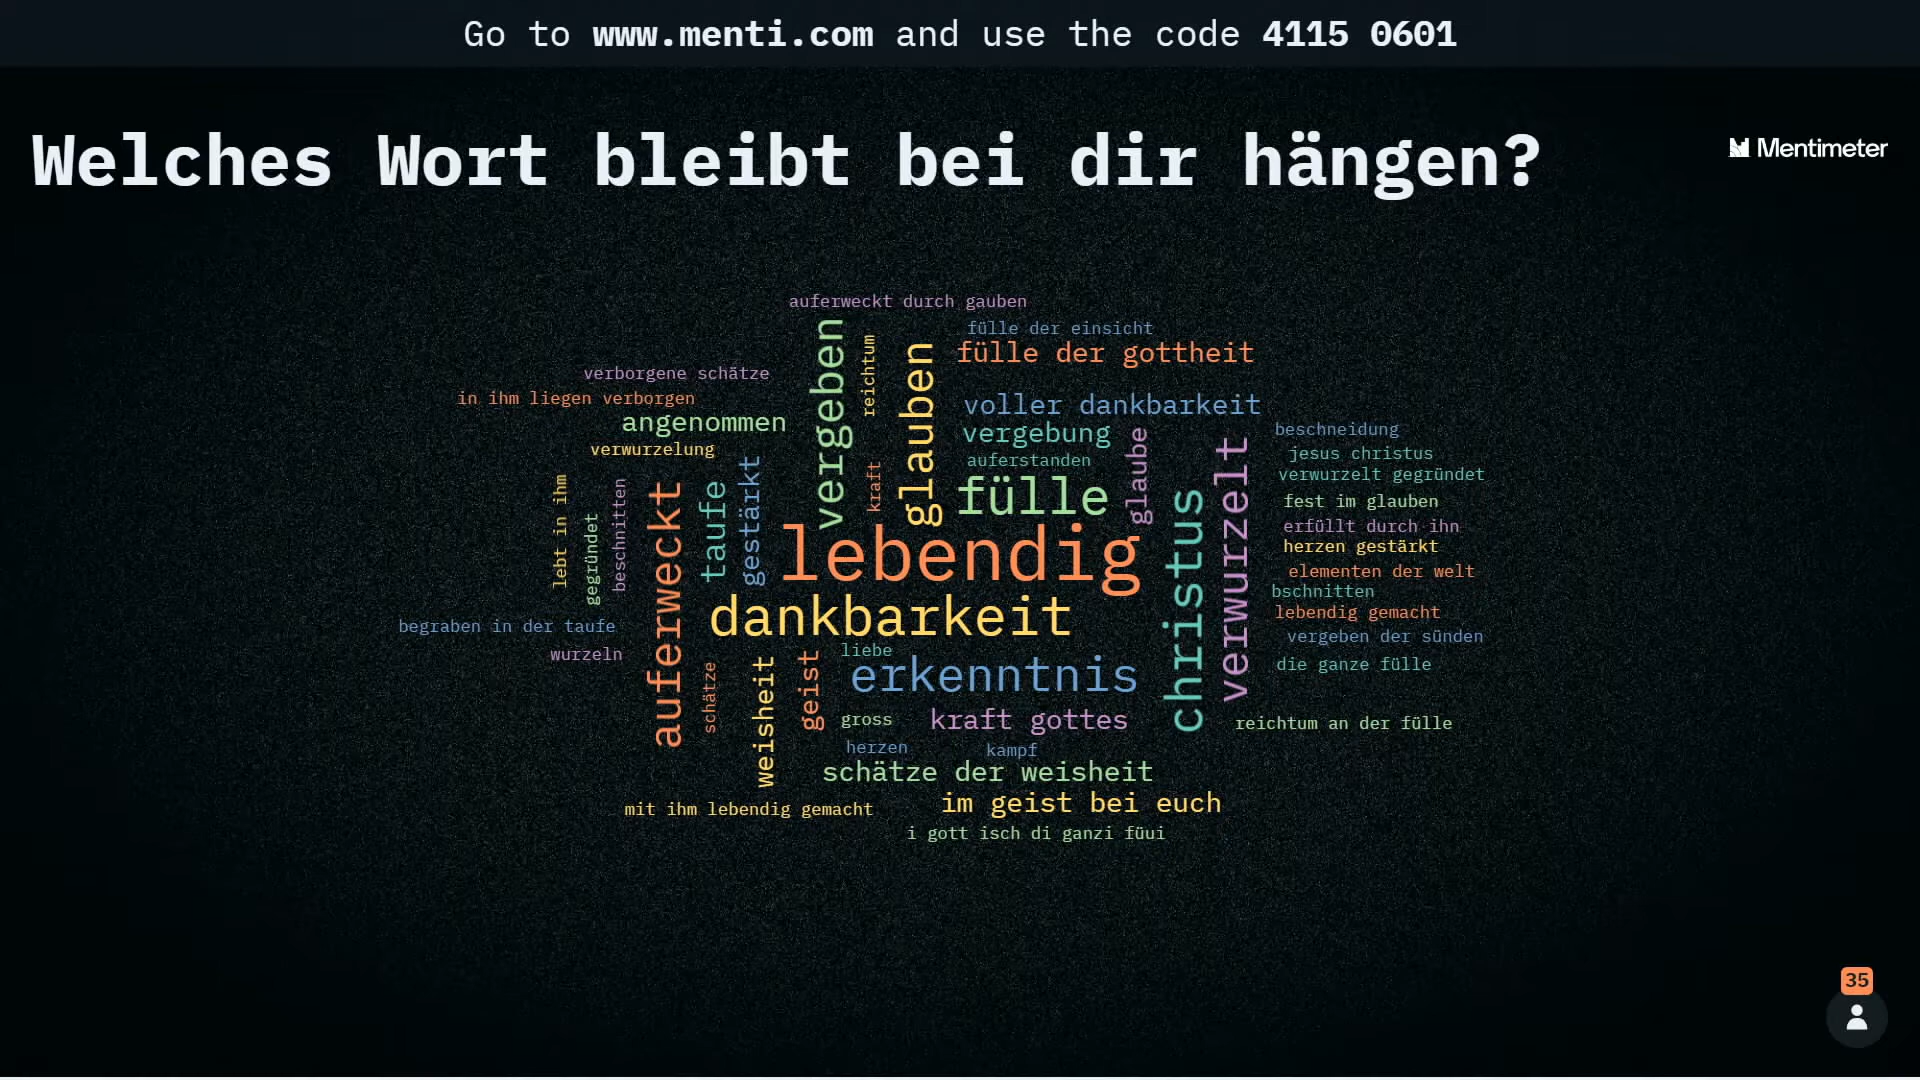 Go to www.menti.com and use the code 4115 0601
Welches Wort bleibt bei dir hängen?
Mentimeter
auferweckt durch gauben
fülle der einsicht
fülle der gottheit
vergeben
reichtum
glauben
verborgene schätze
in ihm liegen verborgen
angenommen
voller dankbarkeit
vergebung
verwurzelung
auferstanden
glaube
beschneidung
jesus christus
verwurzelt gegründet
fest im glauben
erfüllt durch ihn
herzen gestärkt
elementen der welt
bschnitten
lebendig gemacht
vergeben der sünden
die ganze fülle
lebt in ihm
gegründet
beschnitten
auferweckt
taufe
gestärkt
kraft
fülle
lebendig
christus
verwurzelt
dankbarkeit
begraben in der taufe
wurzeln
schätze
weisheit
geist
liebe
erkenntnis
gross
kraft gottes
reichtum an der fülle
herzen
kampf
schätze der weisheit
mit ihm lebendig gemacht
im geist bei euch
i gott isch di ganzi füui
35